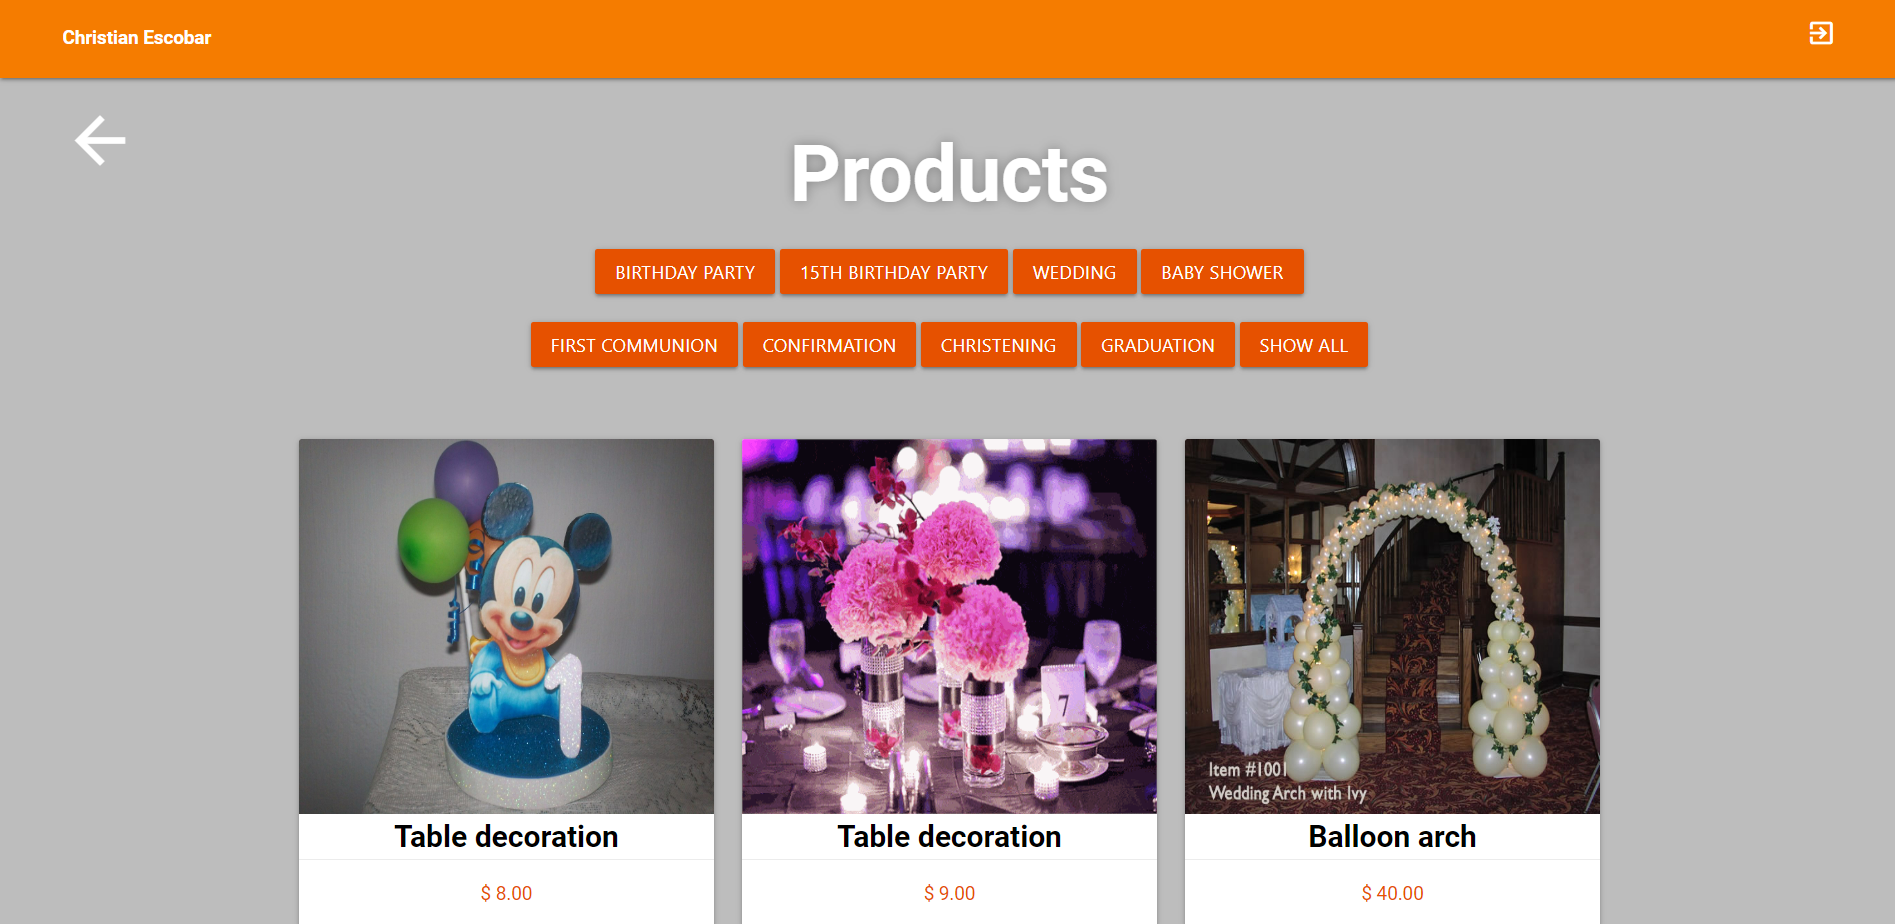 Christian Escobar
Products
BIRTHDAY PARTY
15TH BIRTHDAY PARTY
WEDDING
BABY SHOWER
FIRST COMMUNION
CONFIRMATION
CHRISTENING
GRADUATION
SHOW ALL
1
7
Item #1001
Wedding Arch with Ivy
Table decoration
Table decoration
Balloon arch
$ 8.00
$ 9.00
$ 40.00